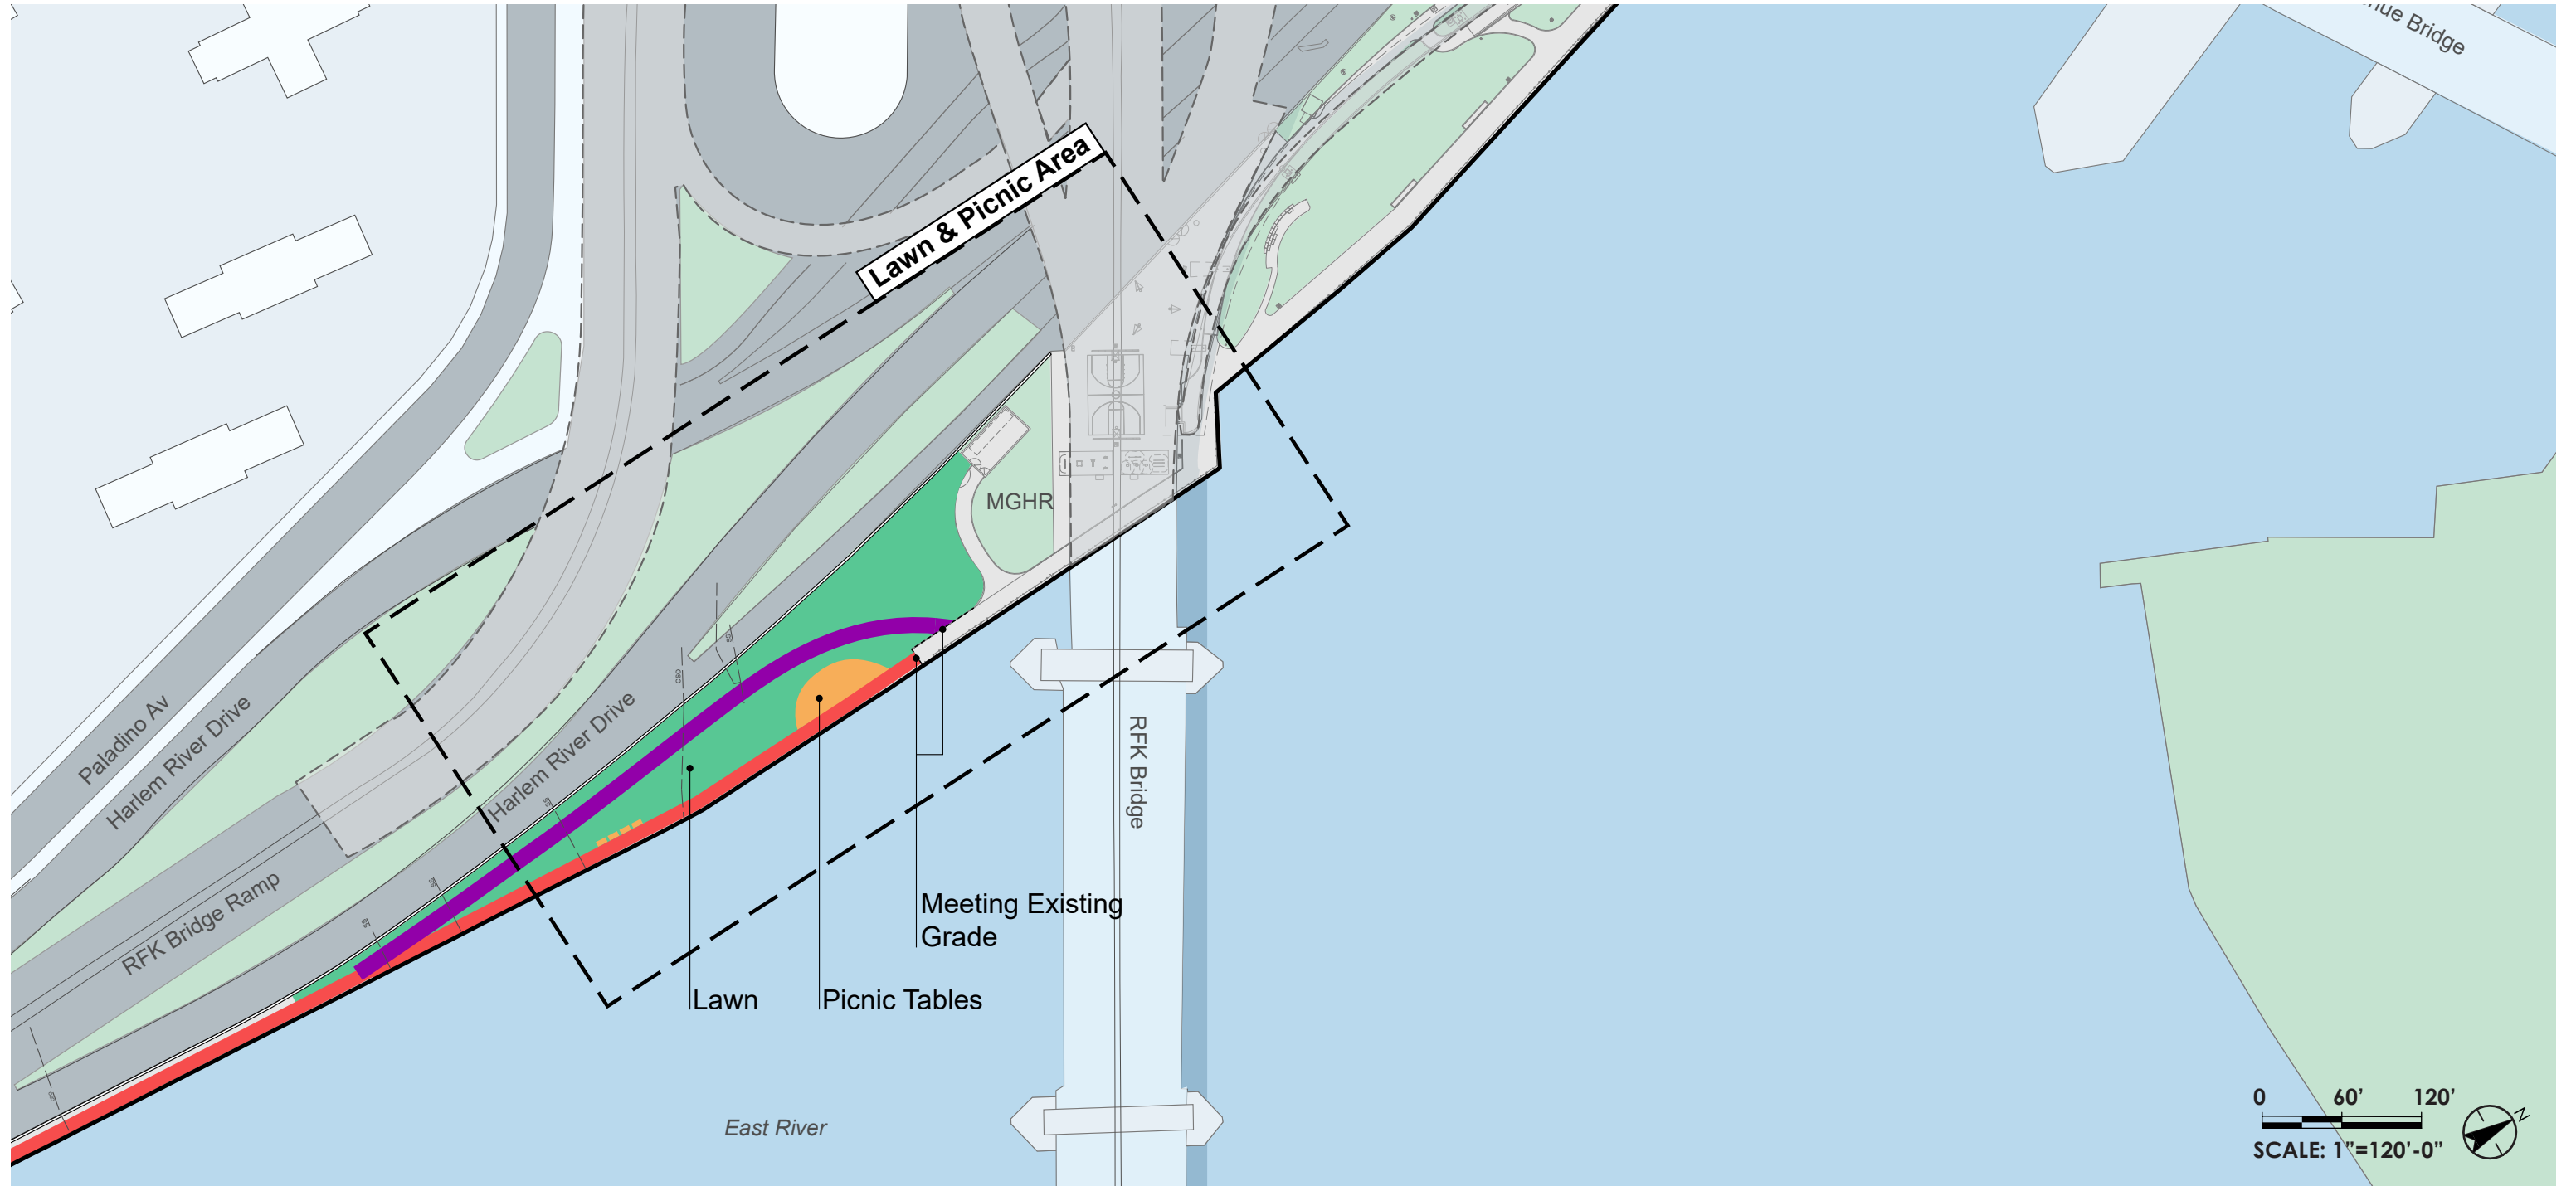 nue Bridge
Lawn & Picnic Area
MGHR
CSO
Paladino Av
Harlem River Drive
Harlem River Drive
RFK Bridge
RFK Bridge Ramp
Meeting Existing
Grade
Lawn
Picnic Tables
East River
0 60’ 120’
SCALE: 1”=120’-0”
N